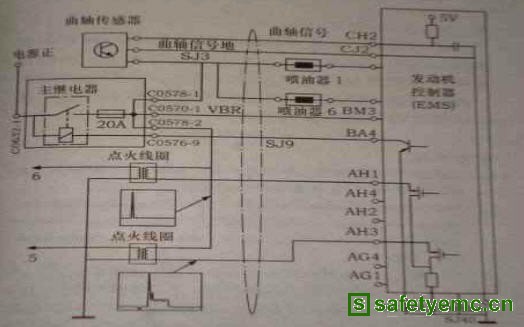 曲轴传感器
曲轴信号
CH2
5V
曲轴信号地
CJ2
电源正
SJ3
喷油器 1
发动机
控制器
(EMS)
主继电器
C0578-1
C0570-1 VBR
喷油器 6 BM3
20A
C0578-2
BA4
C0576-9
SJ9
点火线圈
6
AH1
AH4
AH2
点火线圈
AH3
5
AG4
AG1
S safetyemc.cn